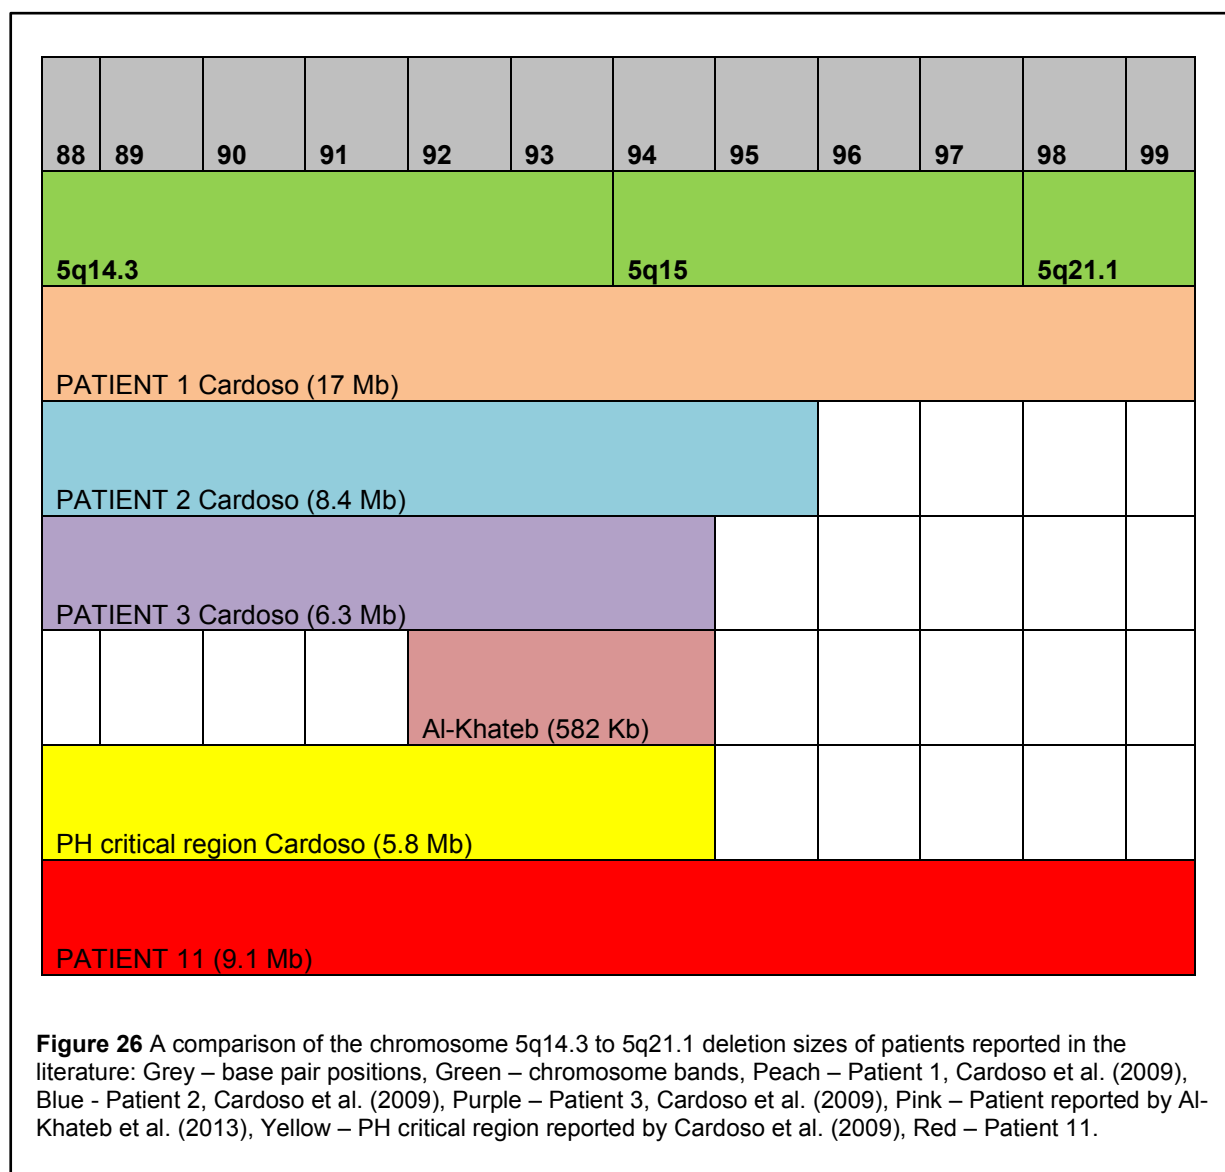 88 89 90 91 92 93 94 95 96 97 98 99
5q14.3 5q15 5q21.1
PATIENT 1 Cardoso (17 Mb)
PATIENT 2 Cardoso (8.4 Mb)
PATIENT 3 Cardoso (6.3 Mb)
Al-Khateb (582 Kb)
PH critical region Cardoso (5.8 Mb)
PATIENT 11 (9.1 Mb)
Figure 26 A comparison of the chromosome 5q14.3 to 5q21.1 deletion sizes of patients reported in the
literature: Grey – base pair positions, Green – chromosome bands, Peach – Patient 1, Cardoso et al. (2009),
Blue - Patient 2, Cardoso et al. (2009), Purple – Patient 3, Cardoso et al. (2009), Pink – Patient reported by Al-
Khateb et al. (2013), Yellow – PH critical region reported by Cardoso et al. (2009), Red – Patient 11.